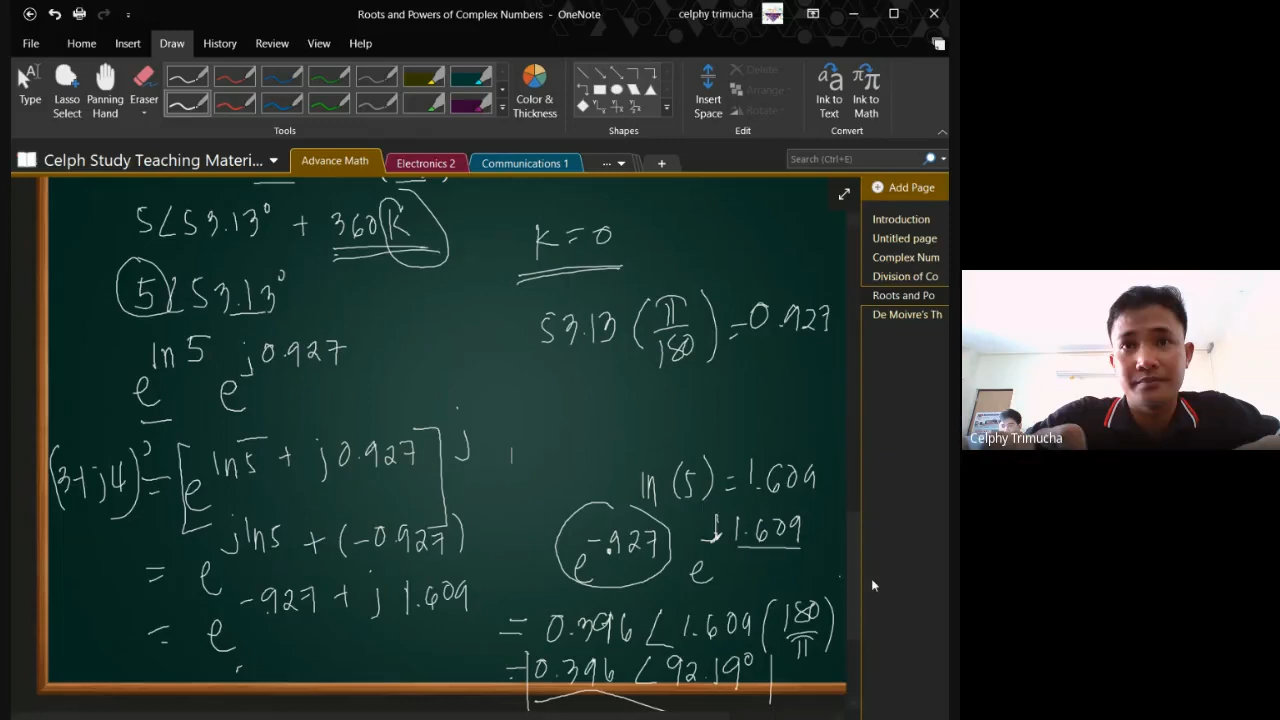 Roots and Powers of Complex Numbers - OneNote
celphy trimucha
File Home Insert Draw History Review View Help
Type Lasso Select Panning Hand Eraser Color & Thickness Insert Space Delete Arrange Rotate Ink to Text Ink to Math
Tools Shapes Edit Convert
Celph Study Teaching Materi... Advance Math Electronics 2 Communications 1 ... + Search (Ctrl+E)
Add Page
Introduction
Untitled page
Complex Num
Division of Co
Roots and Po
De Moivre's Th
5∠53.13° + 360K
5∠53.13°
e^ln5 e^j0.927
(3+j4)^j = [e^ln5 + j0.927]^j
= e^jln5 + (-0.927)
= e^-.927 + j 1.609
K=0
53.13 (π/180) = 0.927
ln (5) = 1.609
e^-.927 e^j1.609
= 0.396 ∠ 1.609 (180/π)
= 0.396 ∠ 92.19°
Celphy Trimucha